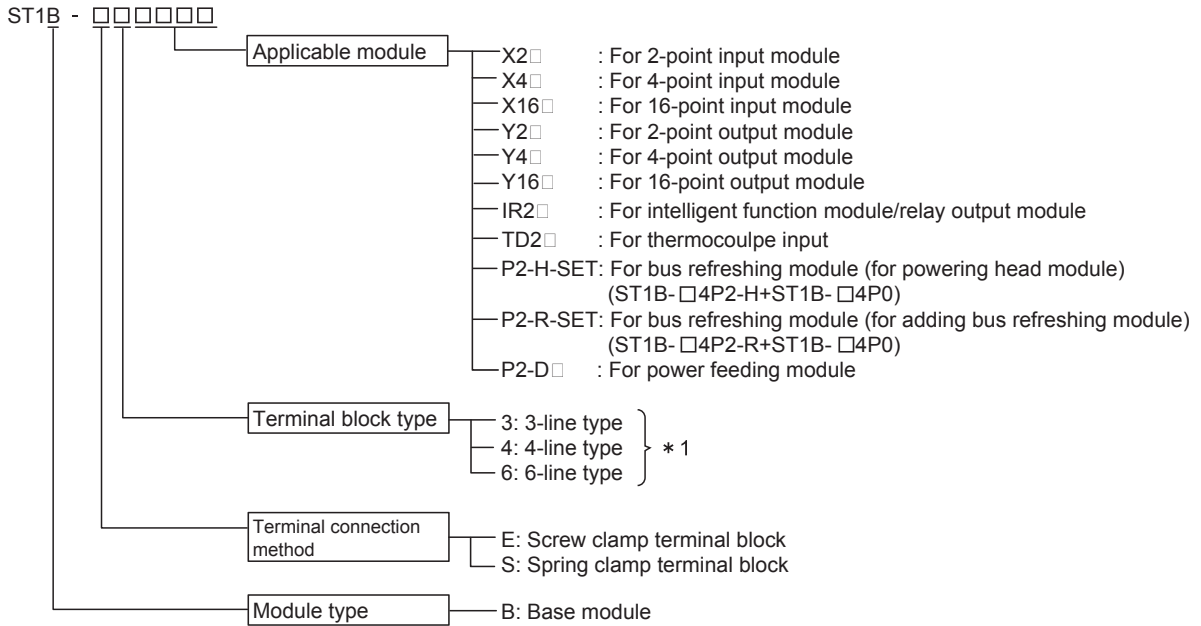 ST1B - □□□□□□
Applicable module
X2□ : For 2-point input module
X4□ : For 4-point input module
X16□ : For 16-point input module
Y2□ : For 2-point output module
Y4□ : For 4-point output module
Y16□ : For 16-point output module
IR2□ : For intelligent function module/relay output module
TD2□ : For thermocoulpe input
P2-H-SET: For bus refreshing module (for powering head module)
(ST1B- □4P2-H+ST1B- □4P0)
P2-R-SET: For bus refreshing module (for adding bus refreshing module)
(ST1B- □4P2-R+ST1B- □4P0)
P2-D□ : For power feeding module
Terminal block type
3: 3-line type
4: 4-line type
6: 6-line type
∗ 1
Terminal connection
method
E: Screw clamp terminal block
S: Spring clamp terminal block
Module type
B: Base module